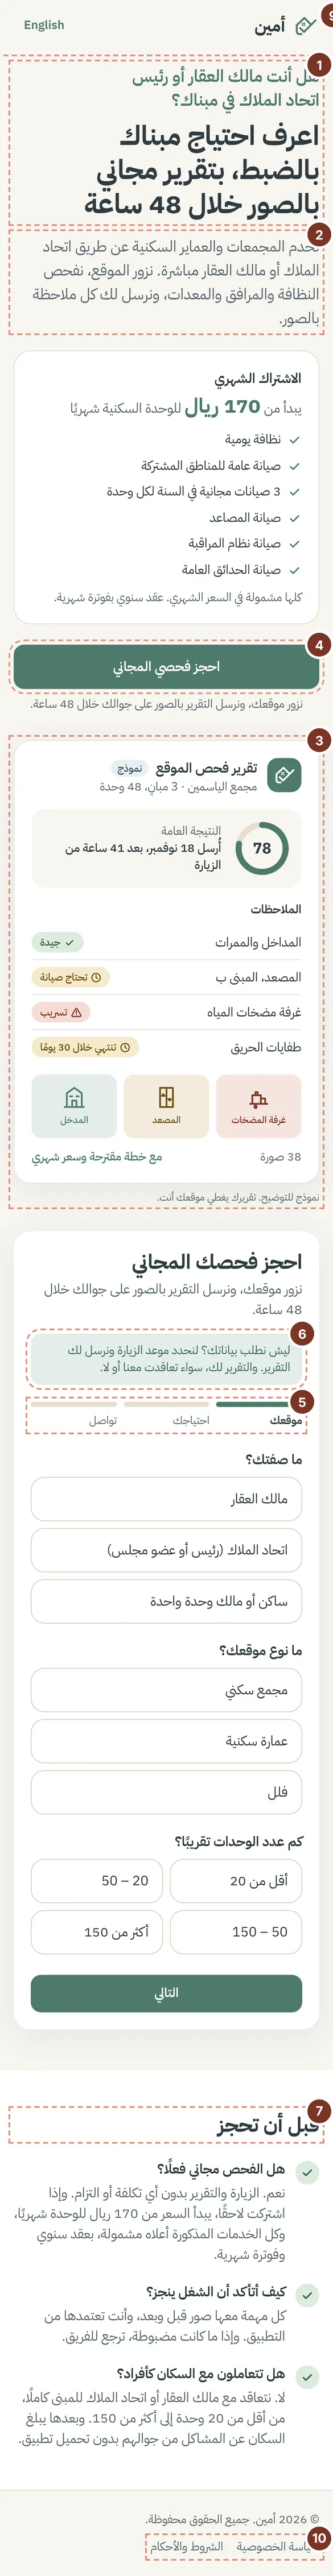 9
أمين
English
1
هل أنت مالك العقار أو رئيس
اتحاد الملاك في مبناك؟
اعرف احتياج مبناك
بالضبط، بتقرير مجاني
بالصور خلال 48 ساعة
2
نخدم المجمعات والعماير السكنية عن طريق اتحاد
الملاك أو مالك العقار مباشرة. نزور الموقع، نفحص
النظافة والمرافق والمعدات، ونرسل لك كل ملاحظة
بالصور.
الاشتراك الشهري
يبدأ من 170 ريال للوحدة السكنية شهريًا
نظافة يومية
صيانة عامة للمناطق المشتركة
3 صيانات مجانية في السنة لكل وحدة
صيانة المصاعد
صيانة نظام المراقبة
صيانة الحدائق العامة
كلها مشمولة في السعر الشهري. عقد سنوي بفوترة شهرية.
4
احجز فحصي المجاني
نزور موقعك، ونرسل التقرير بالصور على جوالك خلال 48 ساعة.
3
تقرير فحص الموقع نموذج
مجمع الياسمين · 3 مبانٍ، 48 وحدة
78
النتيجة العامة
أُرسل 18 نوفمبر، بعد 41 ساعة من
الزيارة
الملاحظات
المداخل والممرات جيدة
المصعد، المبنى ب تحتاج صيانة
غرفة مضخات المياه تسريب
طفايات الحريق تنتهي خلال 30 يومًا
غرفة المضخات المصعد المدخل
38 صورة مع خطة مقترحة وسعر شهري
نموذج للتوضيح. تقريرك يغطي موقعك أنت.
احجز فحصك المجاني
نزور موقعك، ونرسل التقرير بالصور على جوالك خلال
48 ساعة.
6
ليش نطلب بياناتك؟ لنحدد موعد الزيارة ونرسل لك
التقرير. والتقرير لك، سواء تعاقدت معنا أو لا.
5
موقعك احتياجك تواصل
ما صفتك؟
مالك العقار
اتحاد الملاك (رئيس أو عضو مجلس)
ساكن أو مالك وحدة واحدة
ما نوع موقعك؟
مجمع سكني
عمارة سكنية
فلل
كم عدد الوحدات تقريبًا؟
أقل من 20 20 – 50
50 – 150 أكثر من 150
التالي
7
قبل أن تحجز
هل الفحص مجاني فعلًا؟
نعم. الزيارة والتقرير بدون أي تكلفة أو التزام. وإذا
اشتركت لاحقًا، يبدأ السعر من 170 ريال للوحدة شهريًا،
وكل الخدمات المذكورة أعلاه مشمولة، بعقد سنوي
وفوترة شهرية.
كيف أتأكد أن الشغل ينجز؟
كل مهمة معها صور قبل وبعد، وأنت تعتمدها من
التطبيق. وإذا ما كانت مضبوطة، ترجع للفريق.
هل تتعاملون مع السكان كأفراد؟
لا. نتعاقد مع مالك العقار أو اتحاد الملاك للمبنى كاملًا،
من أقل من 20 وحدة إلى أكثر من 150. وبعدها يبلغ
السكان عن المشاكل من جوالهم بدون تحميل تطبيق.
© 2026 أمين. جميع الحقوق محفوظة.
10
سياسة الخصوصية الشروط والأحكام